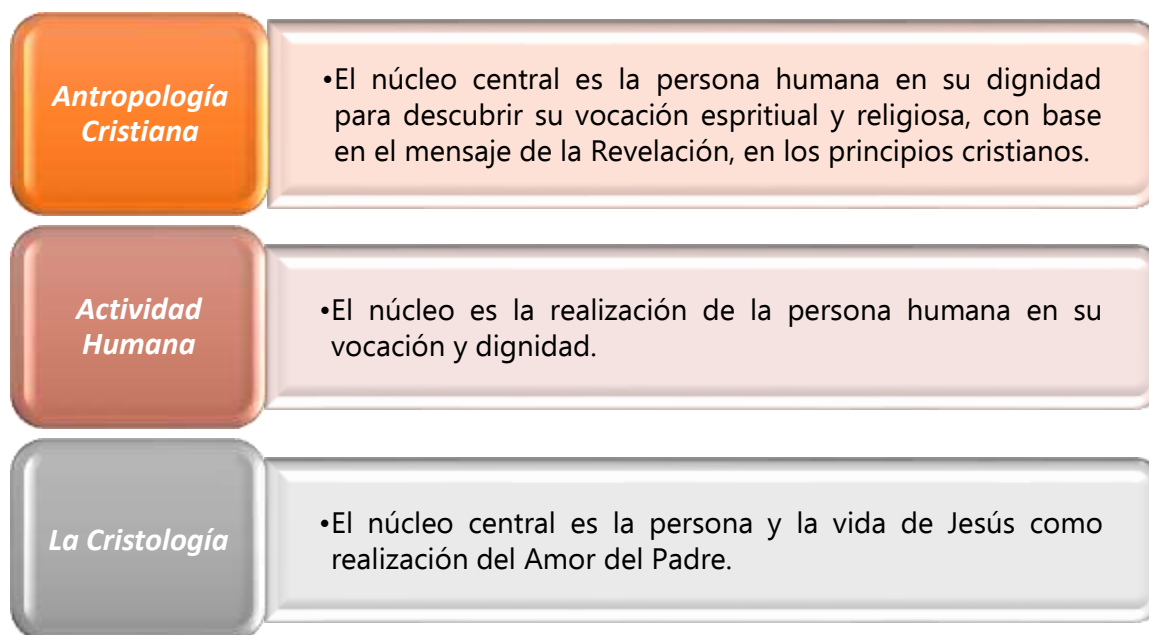 Antropología
Cristiana
•El núcleo central es la persona humana en su dignidad
para descubrir su vocación espritiual y religiosa, con base
en el mensaje de la Revelación, en los principios cristianos.
Actividad
Humana
•El núcleo es la realización de la persona humana en su
vocación y dignidad.
La Cristología
•El núcleo central es la persona y la vida de Jesús como
realización del Amor del Padre.